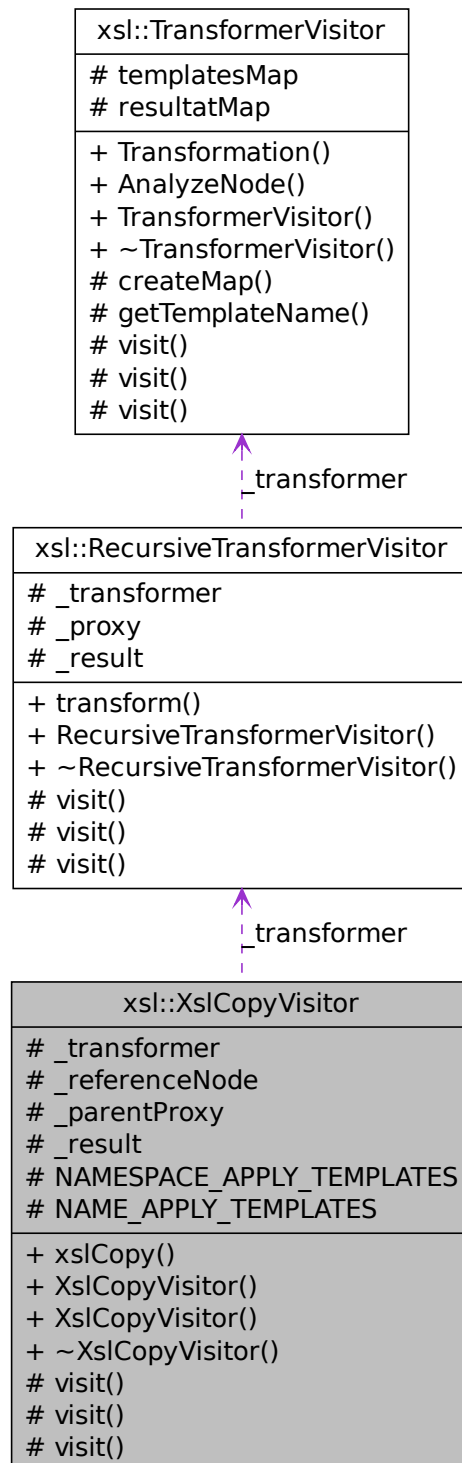 xsl::TransformerVisitor
# templatesMap
# resultatMap
+ Transformation()
+ AnalyzeNode()
+ TransformerVisitor()
+ ~TransformerVisitor()
# createMap()
# getTemplateName()
# visit()
# visit()
# visit()
_transformer
xsl::RecursiveTransformerVisitor
# _transformer
# _proxy
# _result
+ transform()
+ RecursiveTransformerVisitor()
+ ~RecursiveTransformerVisitor()
# visit()
# visit()
# visit()
_transformer
xsl::XslCopyVisitor
# _transformer
# _referenceNode
# _parentProxy
# _result
# NAMESPACE_APPLY_TEMPLATES
# NAME_APPLY_TEMPLATES
+ xslCopy()
+ XslCopyVisitor()
+ XslCopyVisitor()
+ ~XslCopyVisitor()
# visit()
# visit()
# visit()